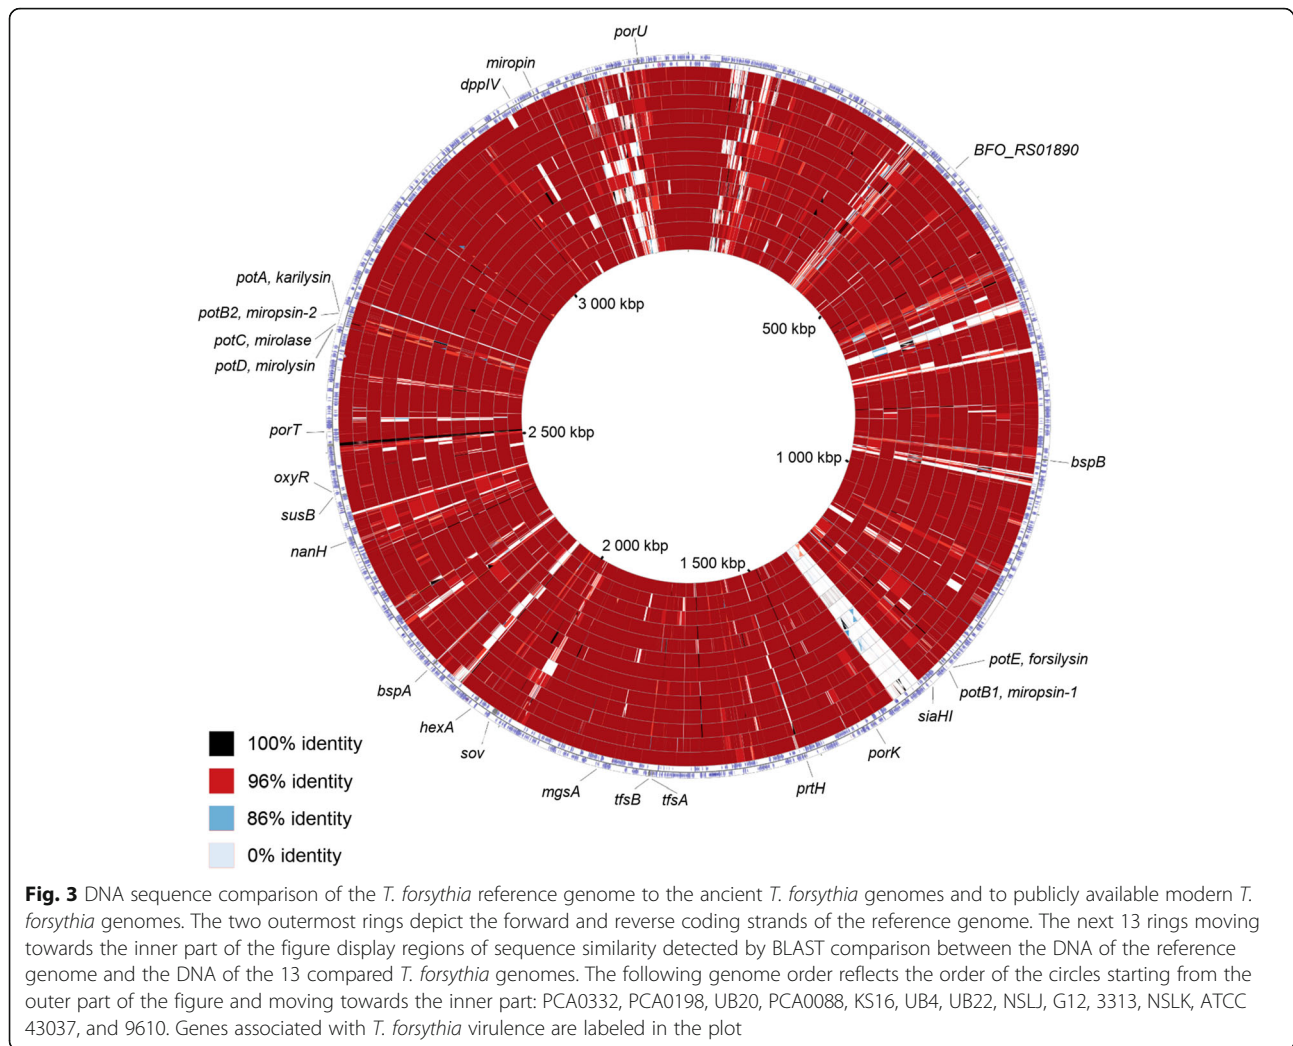 porU
miropin
dppIV
BFO_RS01890
3 000 kbp
500 kbp
potA, karilysin
potB2, miropsin-2
potC, mirolase
potD, mirolysin
porT
2 500 kbp
1 000 kbp
bspB
oxyR
susB
nanH
2 000 kbp
1 500 kbp
potE, forsilysin
potB1, miropsin-1
siaHI
bspA
hexA
sov
porK
prtH
mgsA
tfsB
tfsA
100% identity
96% identity
86% identity
0% identity
Fig. 3 DNA sequence comparison of the T. forsythia reference genome to the ancient T. forsythia genomes and to publicly available modern T.
forsythia genomes. The two outermost rings depict the forward and reverse coding strands of the reference genome. The next 13 rings moving
towards the inner part of the figure display regions of sequence similarity detected by BLAST comparison between the DNA of the reference
genome and the DNA of the 13 compared T. forsythia genomes. The following genome order reflects the order of the circles starting from the
outer part of the figure and moving towards the inner part: PCA0332, PCA0198, UB20, PCA0088, KS16, UB4, UB22, NSLJ, G12, 3313, NSLK, ATCC
43037, and 9610. Genes associated with T. forsythia virulence are labeled in the plot